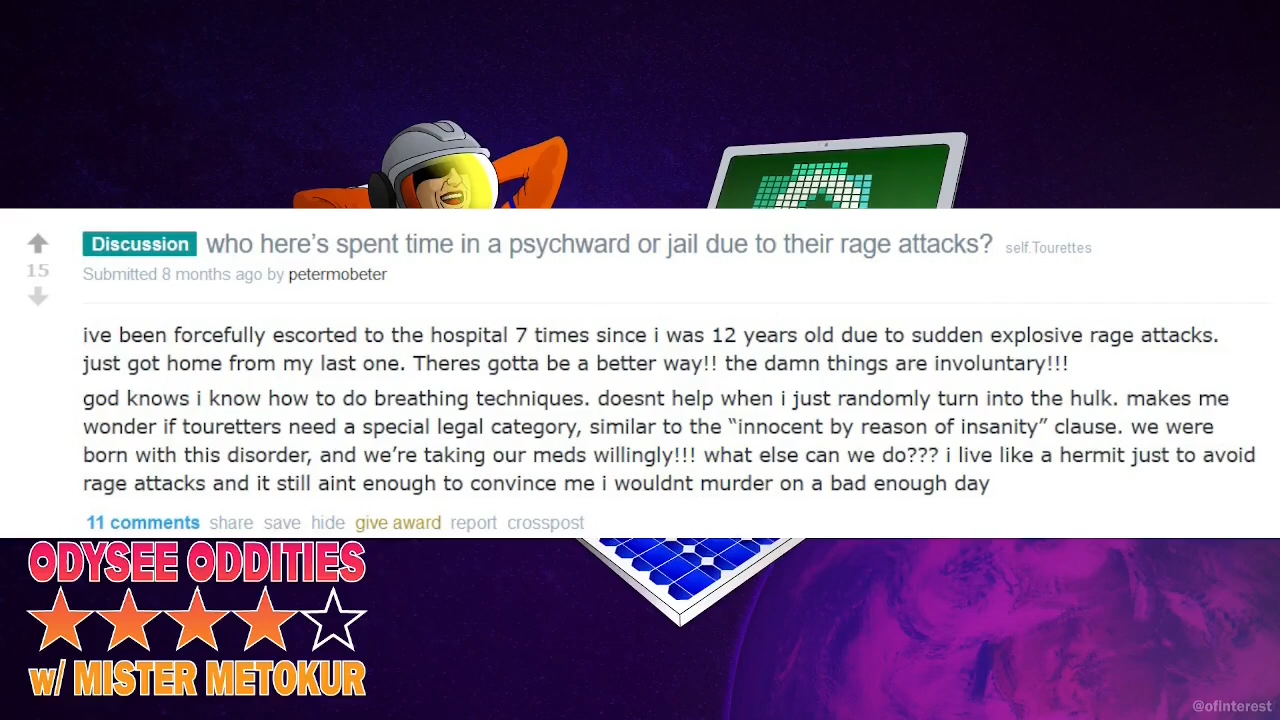 Discussion who here’s spent time in a psychward or jail due to their rage attacks? self.Tourettes
15
Submitted 8 months ago by petermobeter
ive been forcefully escorted to the hospital 7 times since i was 12 years old due to sudden explosive rage attacks.
just got home from my last one. Theres gotta be a better way!! the damn things are involuntary!!!
god knows i know how to do breathing techniques. doesnt help when i just randomly turn into the hulk. makes me
wonder if touretters need a special legal category, similar to the “innocent by reason of insanity” clause. we were
born with this disorder, and we’re taking our meds willingly!!! what else can we do??? i live like a hermit just to avoid
rage attacks and it still aint enough to convince me i wouldnt murder on a bad enough day
11 comments share save hide give award report crosspost
ODYSEE ODDITIES
w/ MISTER METOKUR
@ofinterest